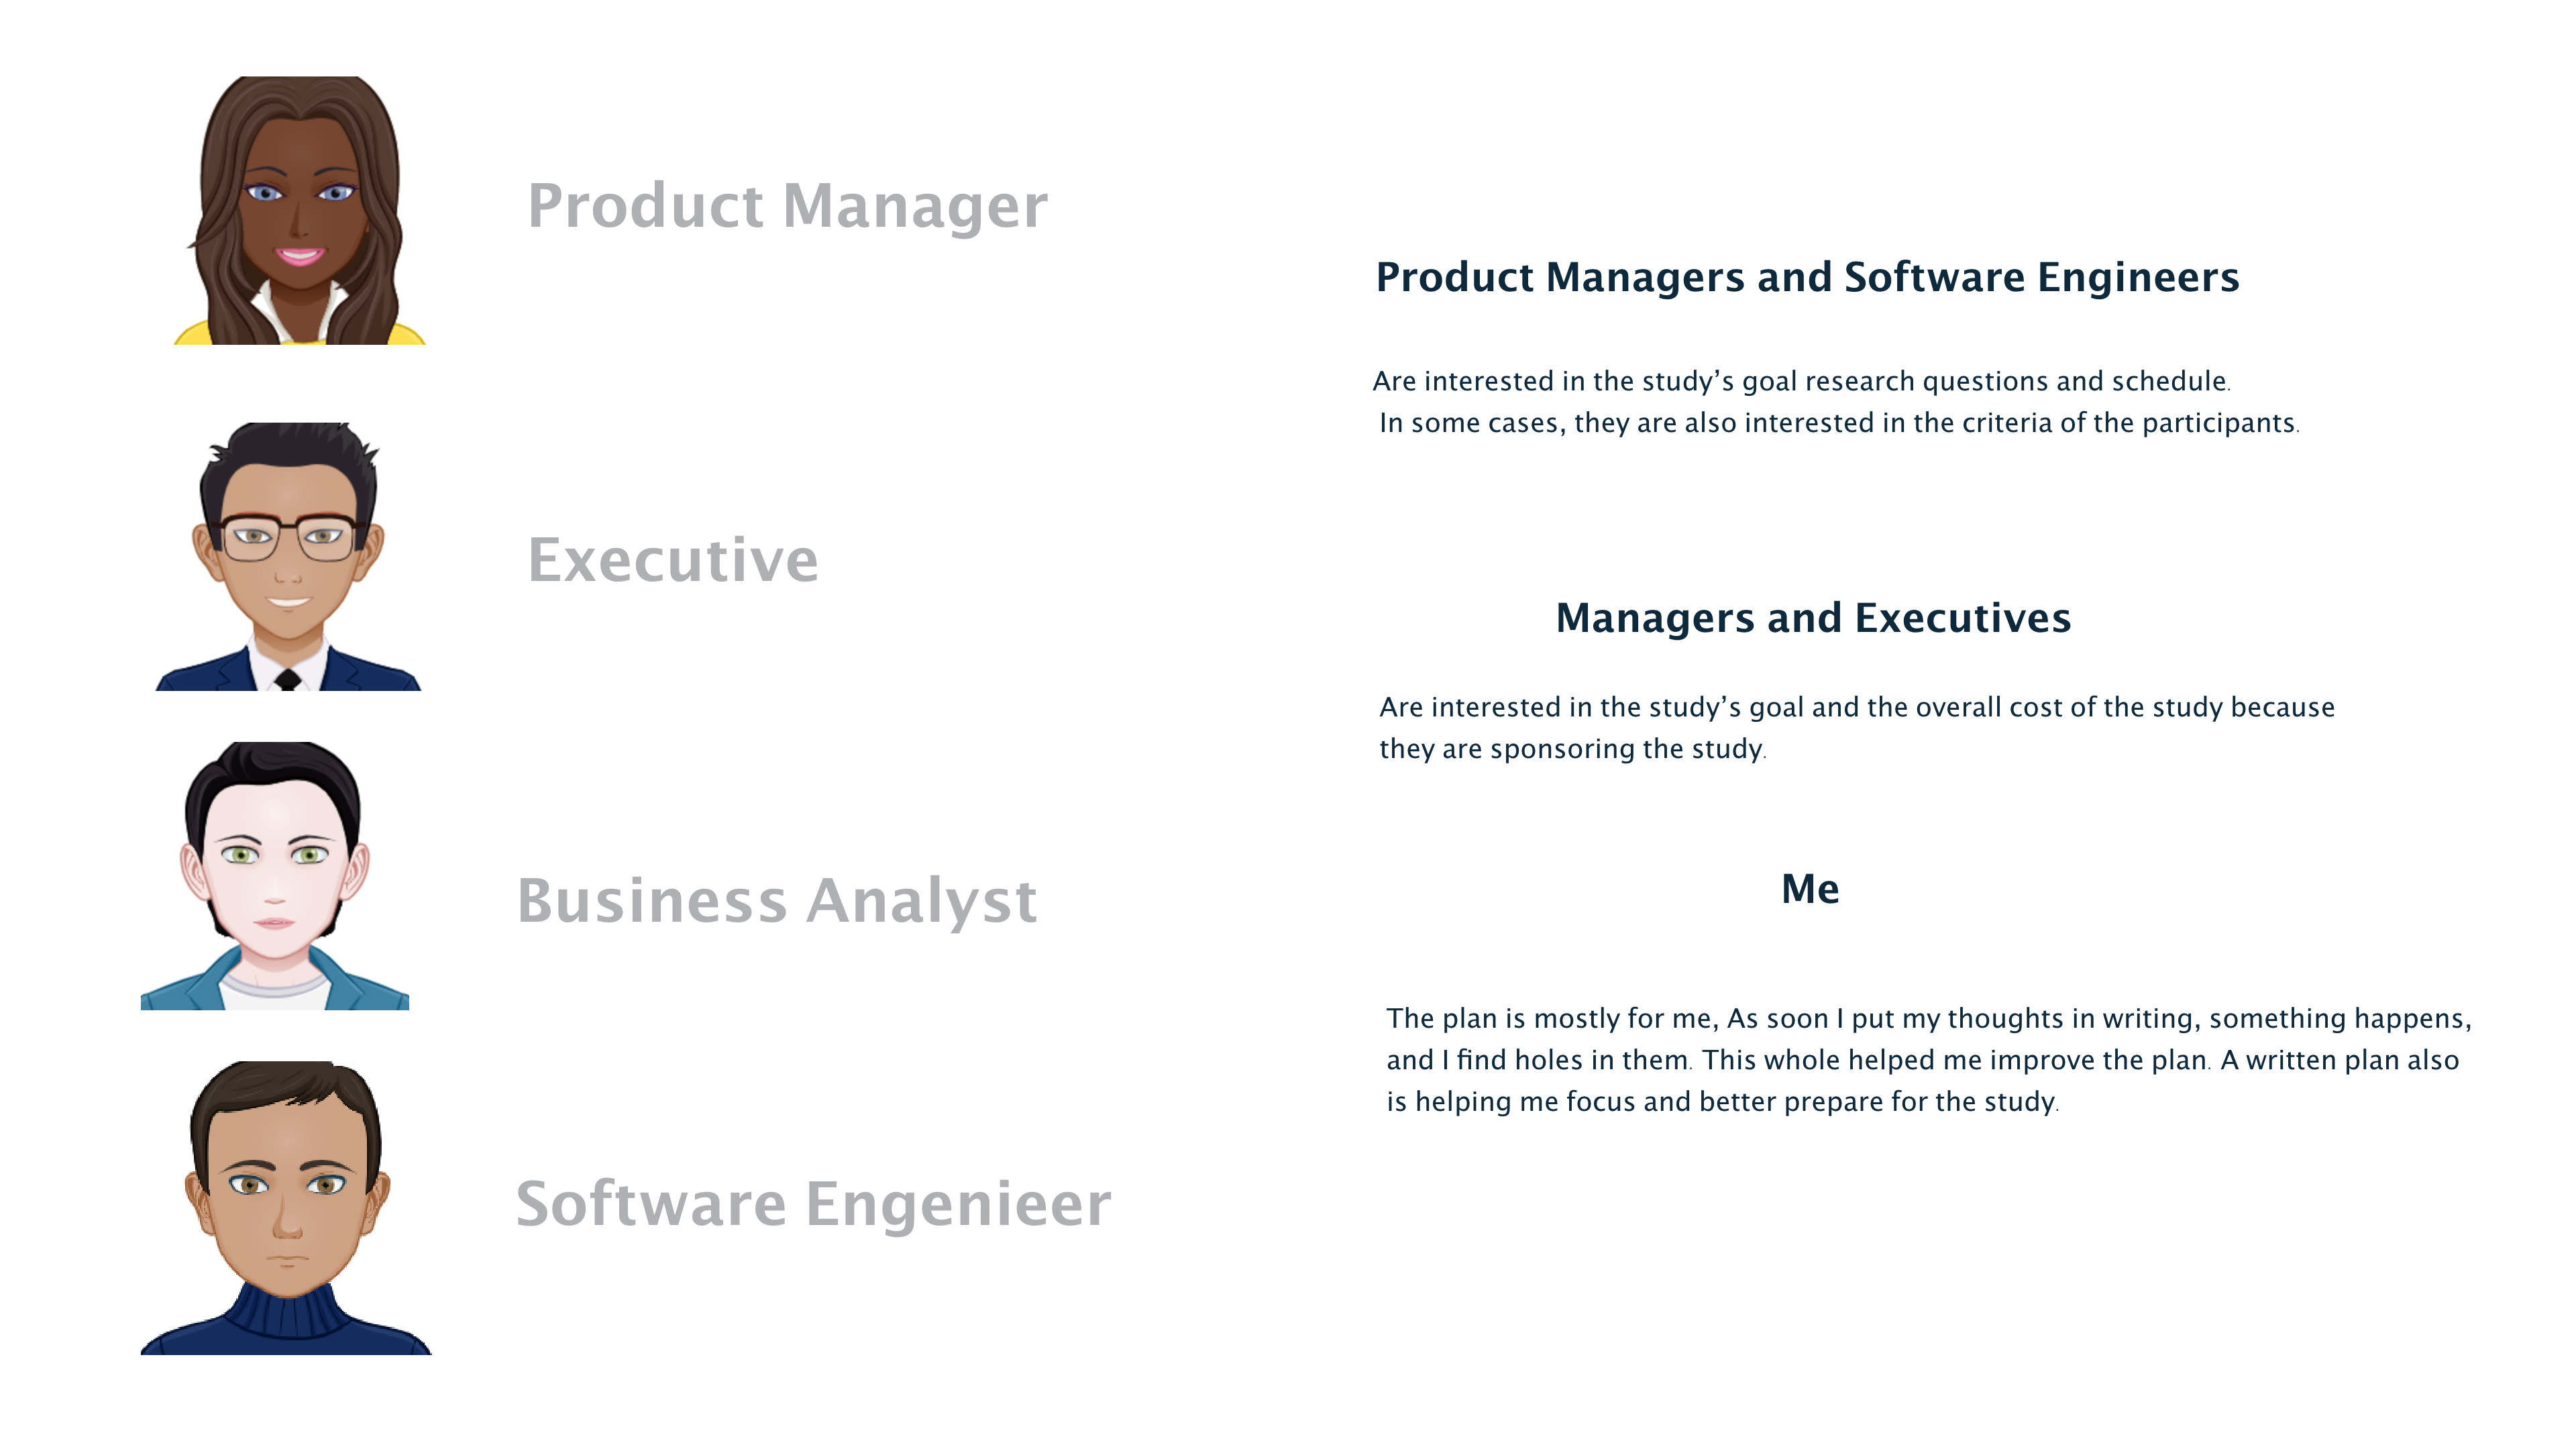 Product Manager
Executive
Business Analyst
Software Engenieer
Product Managers and Software Engineers
Are interested in the study’s goal research questions and schedule.
In some cases, they are also interested in the criteria of the participants.
Managers and Executives
Are interested in the study’s goal and the overall cost of the study because
they are sponsoring the study.
Me
The plan is mostly for me, As soon I put my thoughts in writing, something happens,
and I find holes in them. This whole helped me improve the plan. A written plan also
is helping me focus and better prepare for the study.